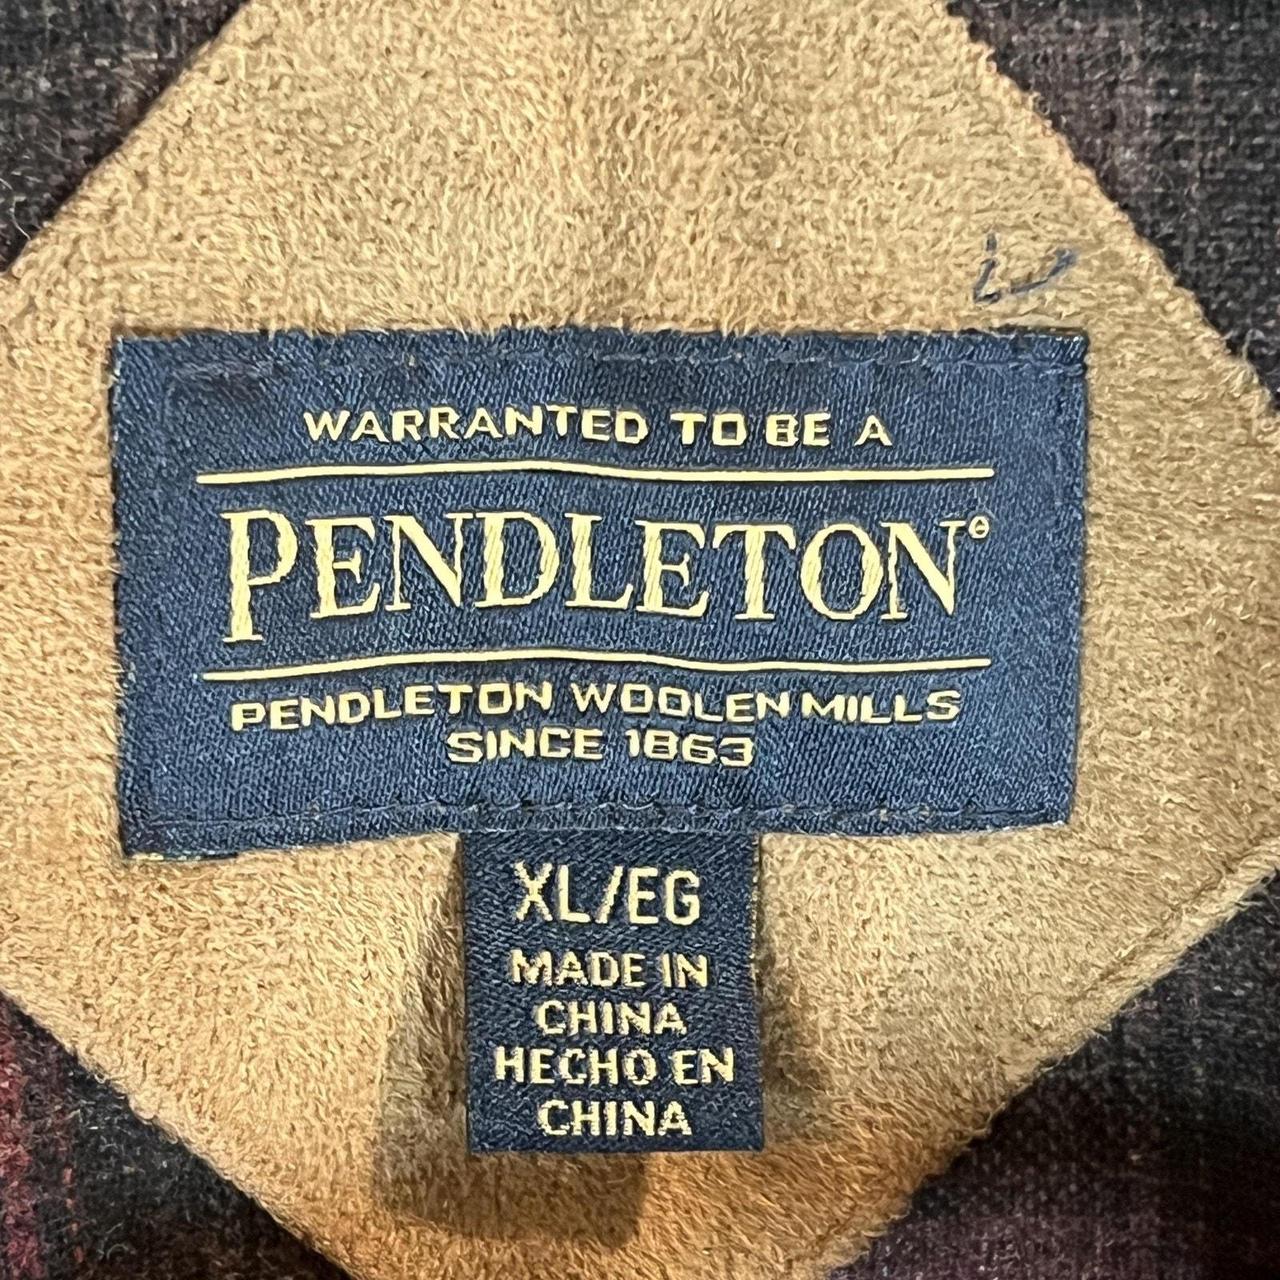 WARRANTED TO BE A
PENDLETON®
PENDLETON WOOLEN MILLS
SINCE 1863
XL/EG
MADE IN
CHINA
HECHO EN
CHINA